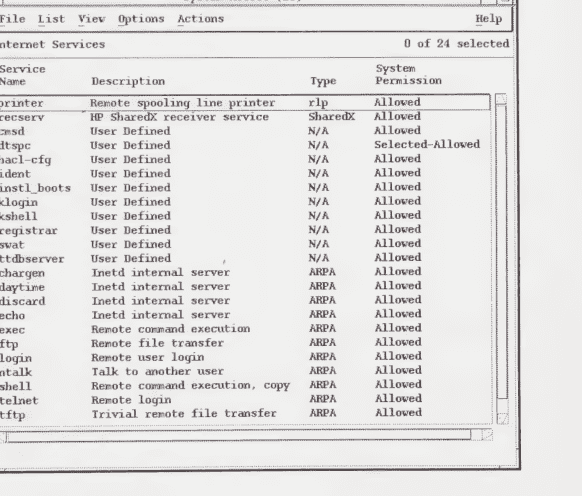 File List View Options Actions Help
nternet Services 0 of 24 selected
Service System
Name Description Type Permission
printer Remote spooling line printer rlp Allowed
recserv HP SharedX receiver service SharedX Allowed
cmsd User Defined N/A Allowed
dtspc User Defined N/A Selected-Allowed
hacl-cfg User Defined N/A Allowed
ident User Defined N/A Allowed
instl_boots User Defined N/A Allowed
klogin User Defined N/A Allowed
kshell User Defined N/A Allowed
registrar User Defined N/A Allowed
swat User Defined N/A Allowed
ttdbserver User Defined N/A Allowed
chargen Inetd internal server ARPA Allowed
daytime Inetd internal server ARPA Allowed
discard Inetd internal server ARPA Allowed
echo Inetd internal server ARPA Allowed
exec Remote command execution ARPA Allowed
ftp Remote file transfer ARPA Allowed
login Remote user login ARPA Allowed
ntalk Talk to another user ARPA Allowed
shell Remote command execution, copy ARPA Allowed
telnet Remote login ARPA Allowed
tftp Trivial remote file transfer ARPA Allowed